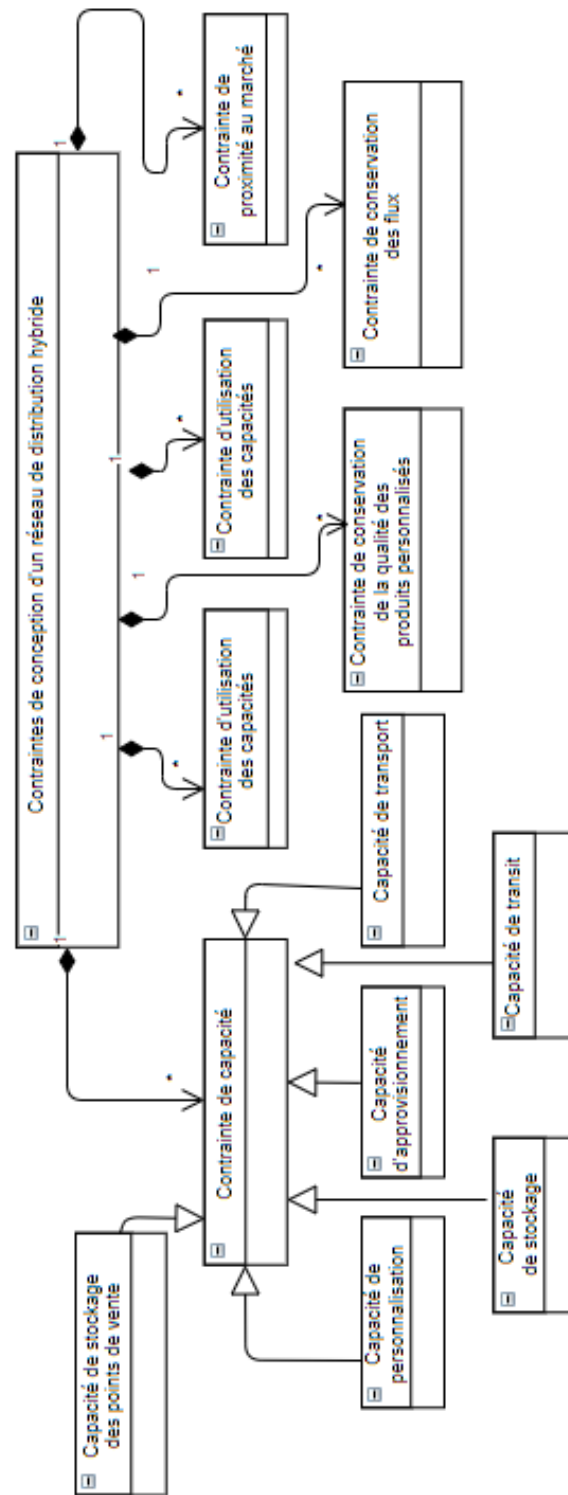 Contraintes de conception d'un réseau de distribution hybride
1
1
1
1
1
1
*
*
*
*
*
*
Capacité de stockage
des points de vente
Contrainte de capacité
Contrainte d'utilisation
des capacités
Contrainte d'utilisation
des capacités
Contrainte de
proximité au marché
Capacité de
personnalisation
Capacité
d'approvisionnement
Capacité de transport
Contrainte de conservation
de la qualité des
produits personnalisés
Contrainte de conservation
des flux
Capacité
de stockage
Capacité de transit